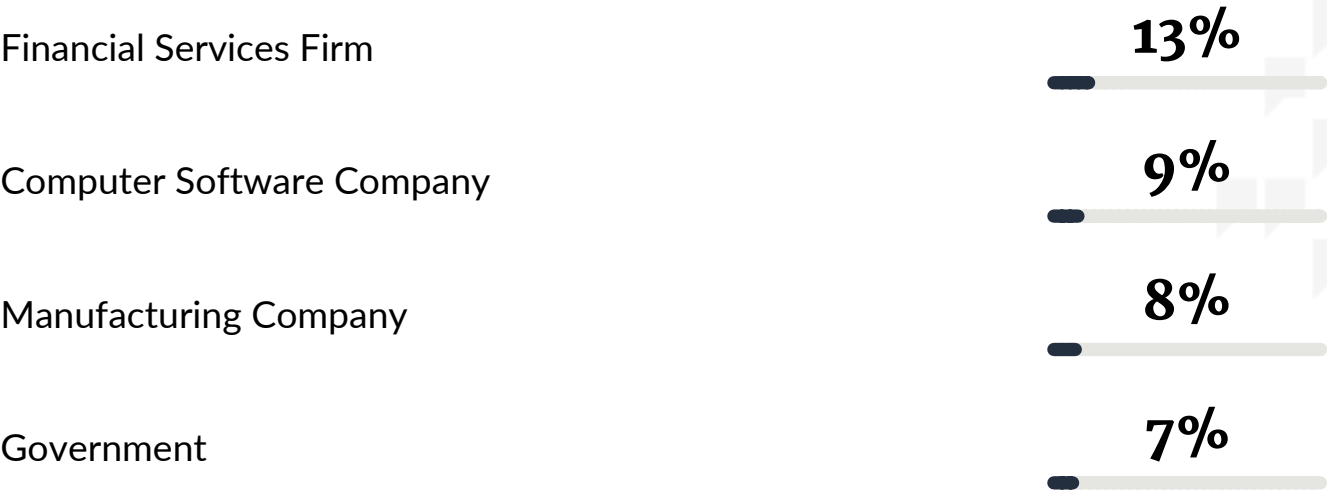 Financial Services Firm 13%
Computer Software Company 9%
Manufacturing Company 8%
Government 7%